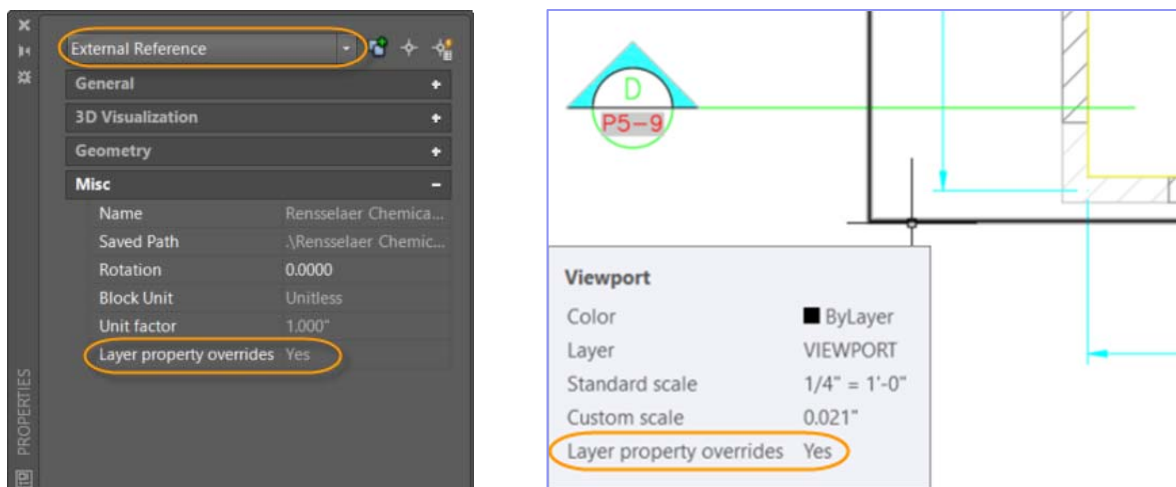 External Reference
General
3D Visualization
Geometry
Misc
Name Rensselaer Chemica...
Saved Path .\Rensselaer Chemic...
Rotation 0.0000
Block Unit Unitless
Unit factor 1.000"
Layer property overrides Yes
PROPERTIES
D
P5-9
Viewport
Color ByLayer
Layer VIEWPORT
Standard scale 1/4" = 1'-0"
Custom scale 0.021"
Layer property overrides Yes